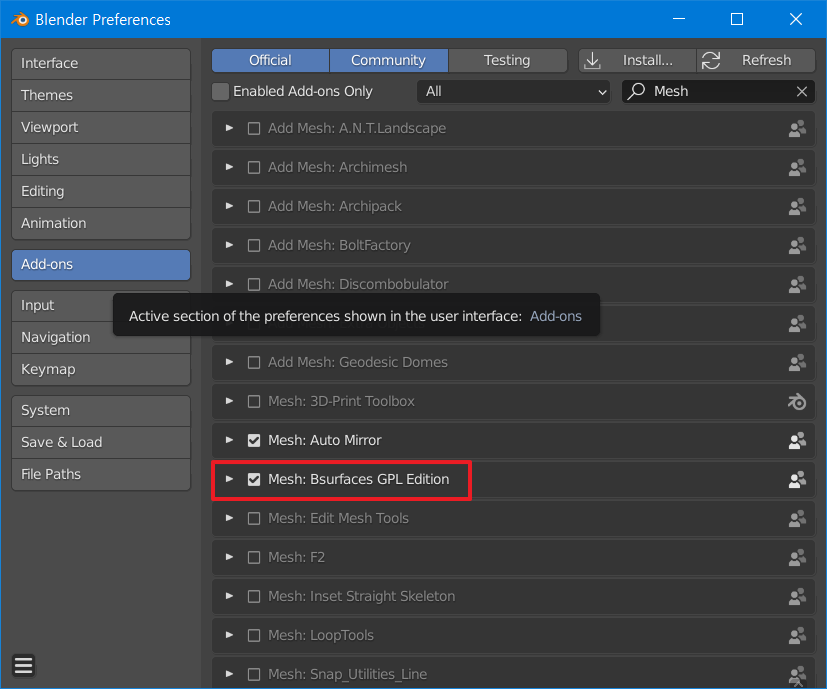 Blender Preferences
Interface
Themes
Viewport
Lights
Editing
Animation
Add-ons
Input
Navigation
Keymap
System
Save & Load
File Paths
Official Community Testing Install... Refresh
Enabled Add-ons Only All Mesh
Add Mesh: A.N.T.Landscape
Add Mesh: Archimesh
Add Mesh: Archipack
Add Mesh: BoltFactory
Add Mesh: Discombobulator
Active section of the preferences shown in the user interface: Add-ons
Add Mesh: Geodesic Domes
Mesh: 3D-Print Toolbox
Mesh: Auto Mirror
Mesh: Bsurfaces GPL Edition
Mesh: Edit Mesh Tools
Mesh: F2
Mesh: Inset Straight Skeleton
Mesh: LoopTools
Mesh: Snap_Utilities_Line